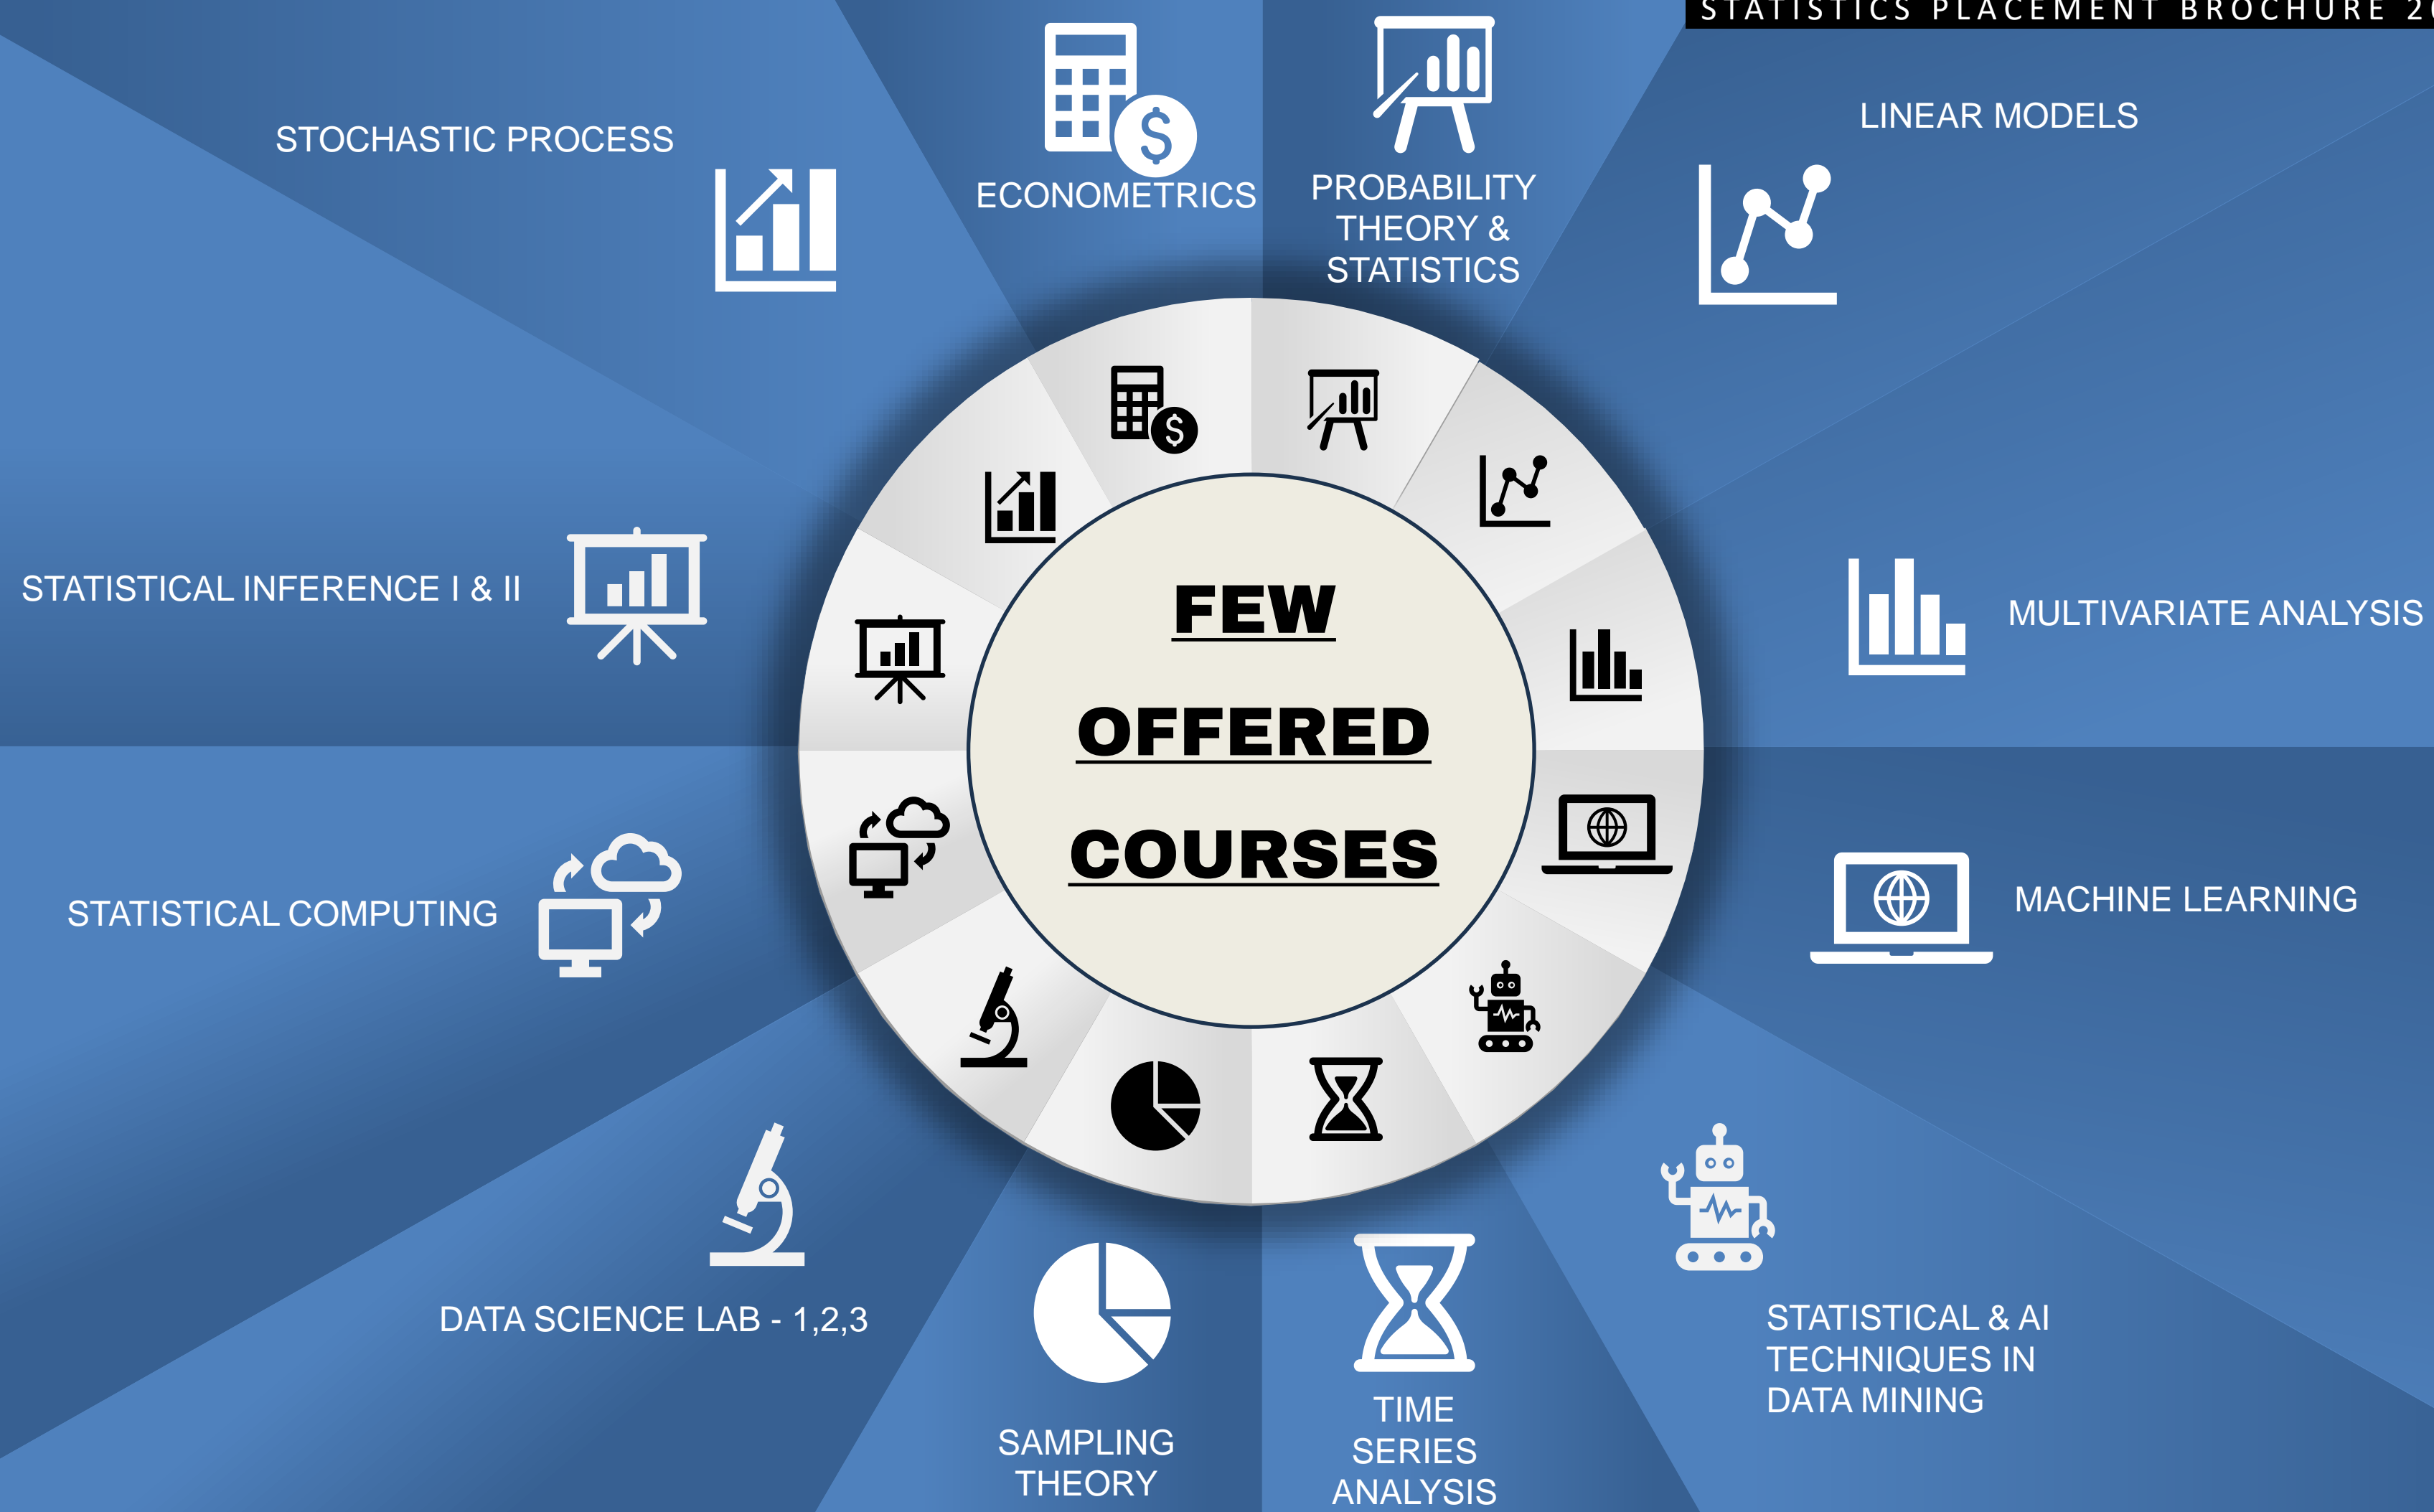 STATISTICS PLACEMENT BROCHURE
STOCHASTIC PROCESS
ECONOMETRICS
PROBABILITY
THEORY &
STATISTICS
LINEAR MODELS
STATISTICAL INFERENCE I & II
FEW
OFFERED
COURSES
MULTIVARIATE ANALYSIS
STATISTICAL COMPUTING
MACHINE LEARNING
DATA SCIENCE LAB - 1,2,3
SAMPLING
THEORY
TIME
SERIES
ANALYSIS
STATISTICAL & AI
TECHNIQUES IN
DATA MINING